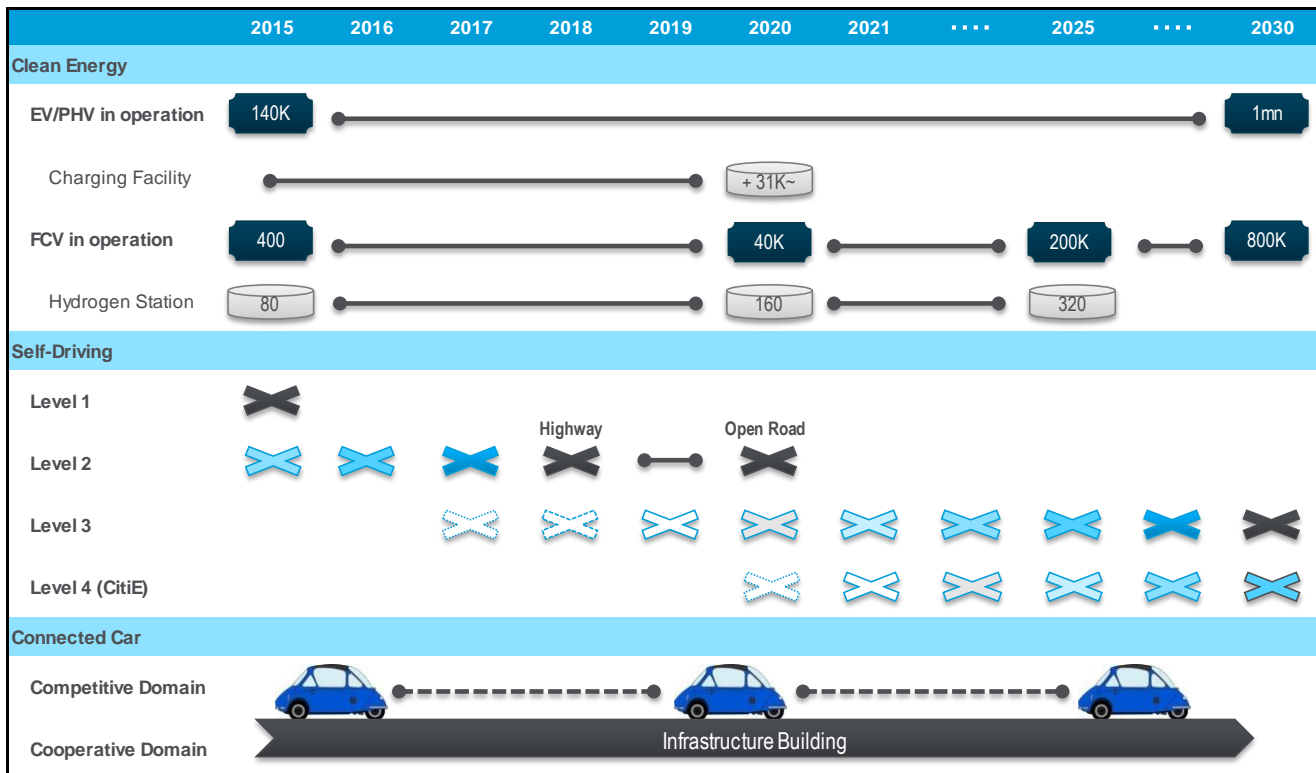 2015 2016 2017 2018 2019 2020 2021 .... 2025 .... 2030
Clean Energy
EV/PHV in operation 140K 1mn
Charging Facility + 31K~
FCV in operation 400 40K 200K 800K
Hydrogen Station 80 160 320
Self-Driving
Level 1
Highway Open Road
Level 2
Level 3
Level 4 (CitiE)
Connected Car
Competitive Domain
Infrastructure Building
Cooperative Domain